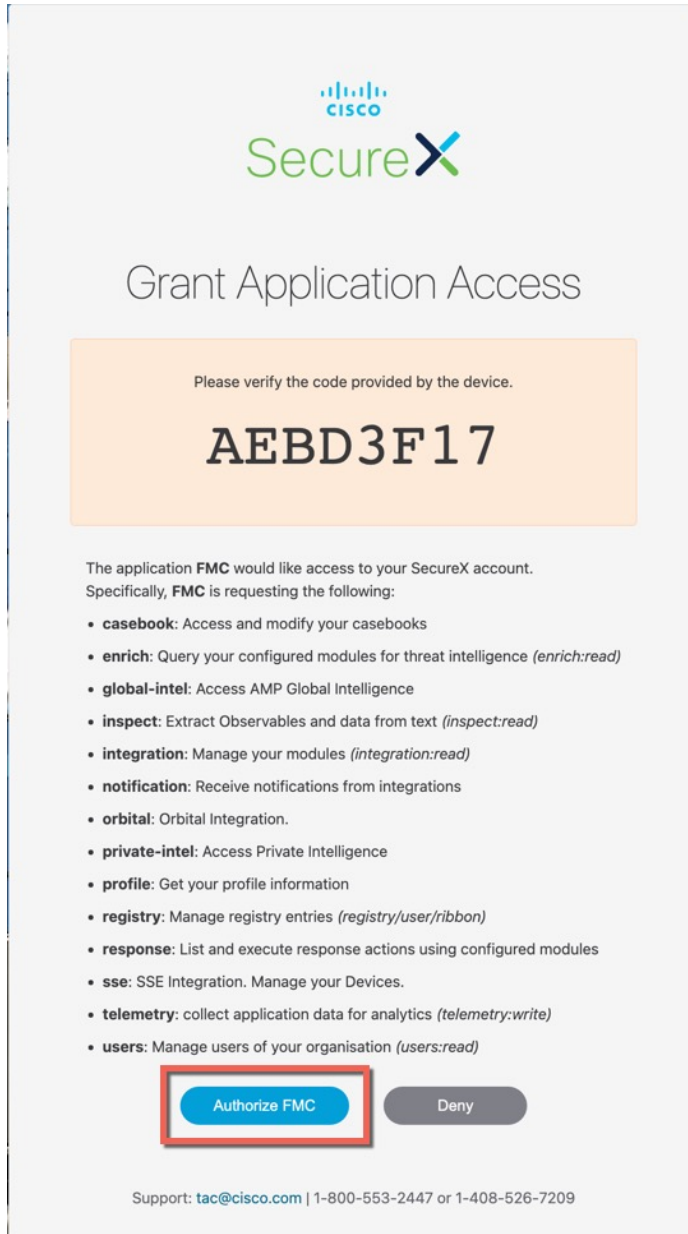 CISCO
SecureX
Grant Application Access
Please verify the code provided by the device.
AEBD3F17
The application FMC would like access to your SecureX account.
Specifically, FMC is requesting the following:
• casebook: Access and modify your casebooks
• enrich: Query your configured modules for threat intelligence (enrich:read)
• global-intel: Access AMP Global Intelligence
• inspect: Extract Observables and data from text (inspect:read)
• integration: Manage your modules (integration:read)
• notification: Receive notifications from integrations
• orbital: Orbital Integration.
• private-intel: Access Private Intelligence
• profile: Get your profile information
• registry: Manage registry entries (registry/user/ribbon)
• response: List and execute response actions using configured modules
• sse: SSE Integration. Manage your Devices.
• telemetry: collect application data for analytics (telemetry:write)
• users: Manage users of your organisation (users:read)
Authorize FMC Deny
Support: tac@cisco.com | 1-800-553-2447 or 1-408-526-7209